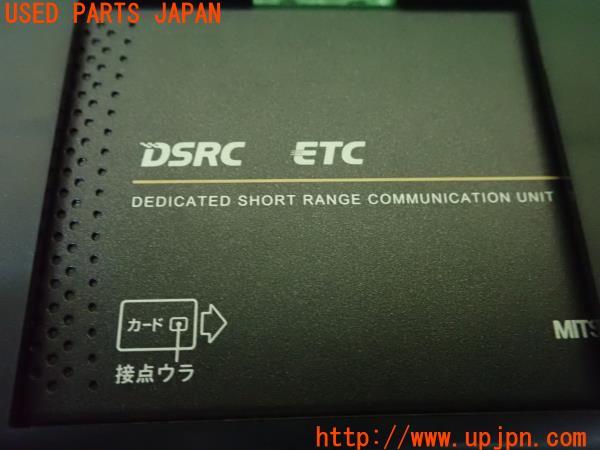 USED PARTS JAPAN
DSRC ETC
DEDICATED SHORT RANGE COMMUNICATION UNIT
カード
接点ウラ
MITS
http://www.upjpn.com